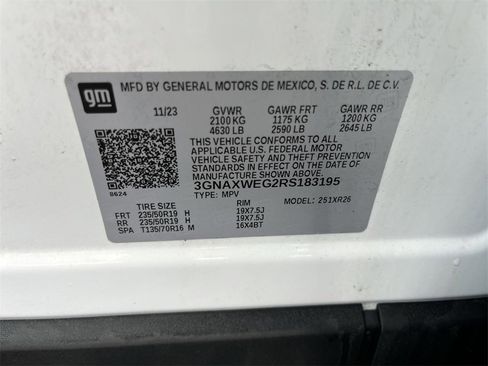 gm MFD BY GENERAL MOTORS DE MEXICO, S. DE R.L. DE C.V.
11/23 GVWR GAWR FRT GAWR RR
2100 KG 1175 KG 1200 KG
4630 LB 2590 LB 2645 LB
THIS VEHICLE CONFORMS TO ALL
APPLICABLE U.S. FEDERAL MOTOR
VEHICLE SAFETY AND THEFT PREVENTION
STANDARDS IN EFFECT ON THE DATE OF
MANUFACTURE SHOWN ABOVE.
3GNAXWEG2RS183195
8624 TYPE: MPV MODEL: 251XR26
TIRE SIZE RIM
FRT 235/50R19 H 19X7.5J
RR 235/50R19 H 19X7.5J
SPA T135/70R16 M 16X4BT